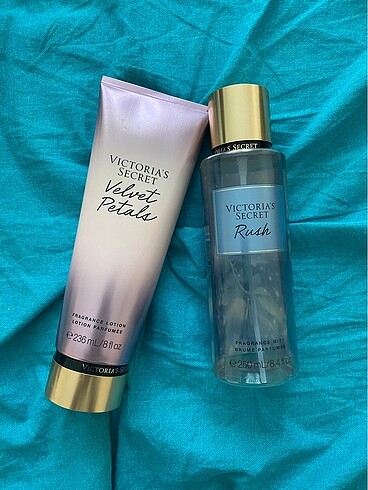 VICTORIA'S
SECRET
Velvet
Petals
FRAGRANCE LOTION
LOTION PARFUMÉE
℮ 236 mL/8 fl oz
VICTORIA'S SECRET
VICTORIA'S SECRET
VICTORIA'S
SECRET
Rush
FRAGRANCE MIST
BRUME PARFUMÉE
℮ 250 mL/8.4 fl